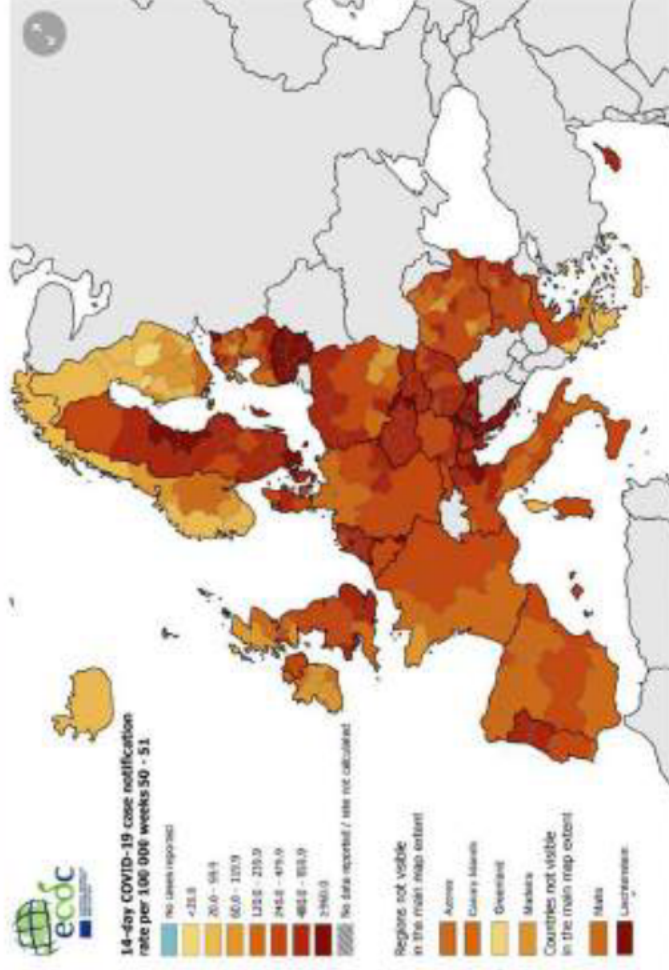 ecdc
14-day COVID-19 case notification
rate per 100 000 weeks 50 - 51
No cases reported
<20.0
20.0 - 59.9
60.0 - 119.9
120.0 - 239.9
240.0 - 479.9
480.0 - 959.9
≥960.0
No data reported / rate not calculated
Regions not visible
in the main map extent
Azores
Canary Islands
Greenland
Madeira
Countries not visible
in the main map extent
Malta
Liechtenstein